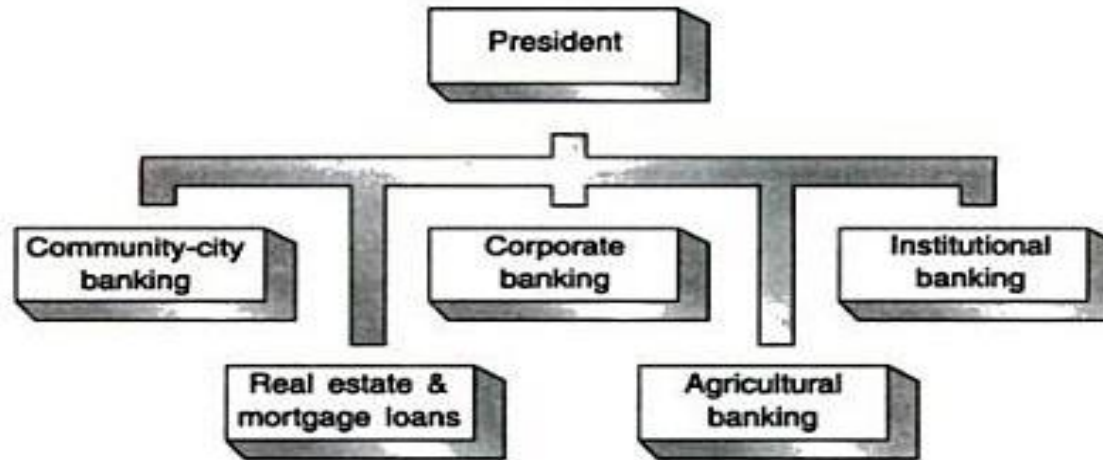 President
Community-city
banking
Corporate
banking
Institutional
banking
Real estate &
mortgage loans
Agricultural
banking